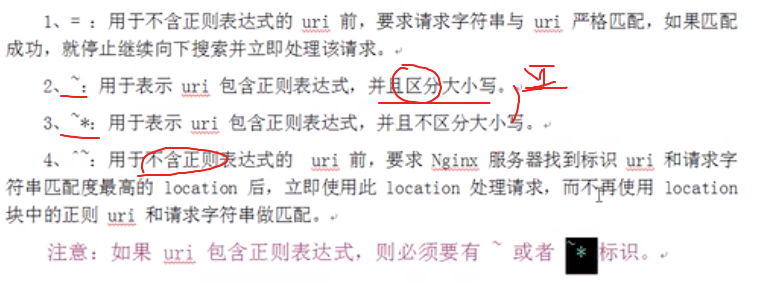 1、= ：用于不含正则表达式的 uri 前，要求请求字符串与 uri 严格匹配，如果匹配
成功，就停止继续向下搜索并立即处理该请求。
2、~：用于表示 uri 包含正则表达式，并且区分大小写。
3、~*：用于表示 uri 包含正则表达式，并且不区分大小写。
4、^~：用于不含正则表达式的 uri 前，要求 Nginx 服务器找到标识 uri 和请求字
符串匹配度最高的 location 后，立即使用此 location 处理请求，而不再使用 location
块中的正则 uri 和请求字符串做匹配。
注意：如果 uri 包含正则表达式，则必须要有 ~ 或者 ~* 标识。